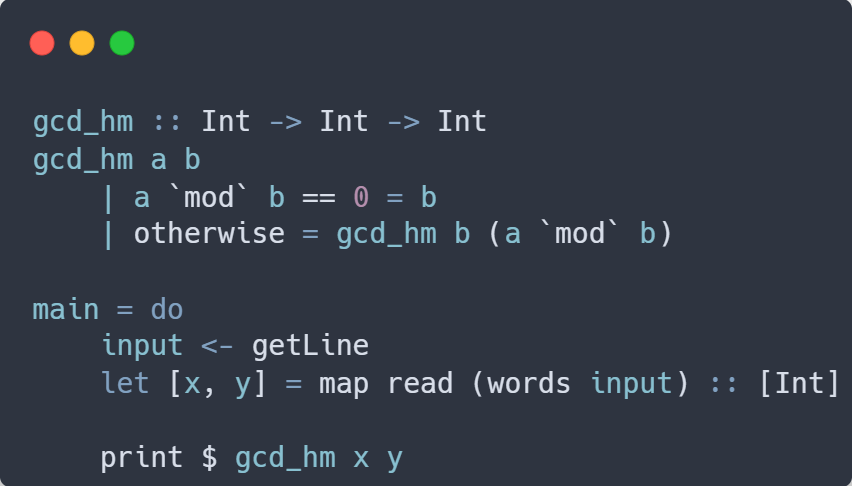 gcd_hm :: Int -> Int -> Int
gcd_hm a b
    | a `mod` b == 0 = b
    | otherwise = gcd_hm b (a `mod` b)

main = do
    input <- getLine
    let [x, y] = map read (words input) :: [Int]

    print $ gcd_hm x y